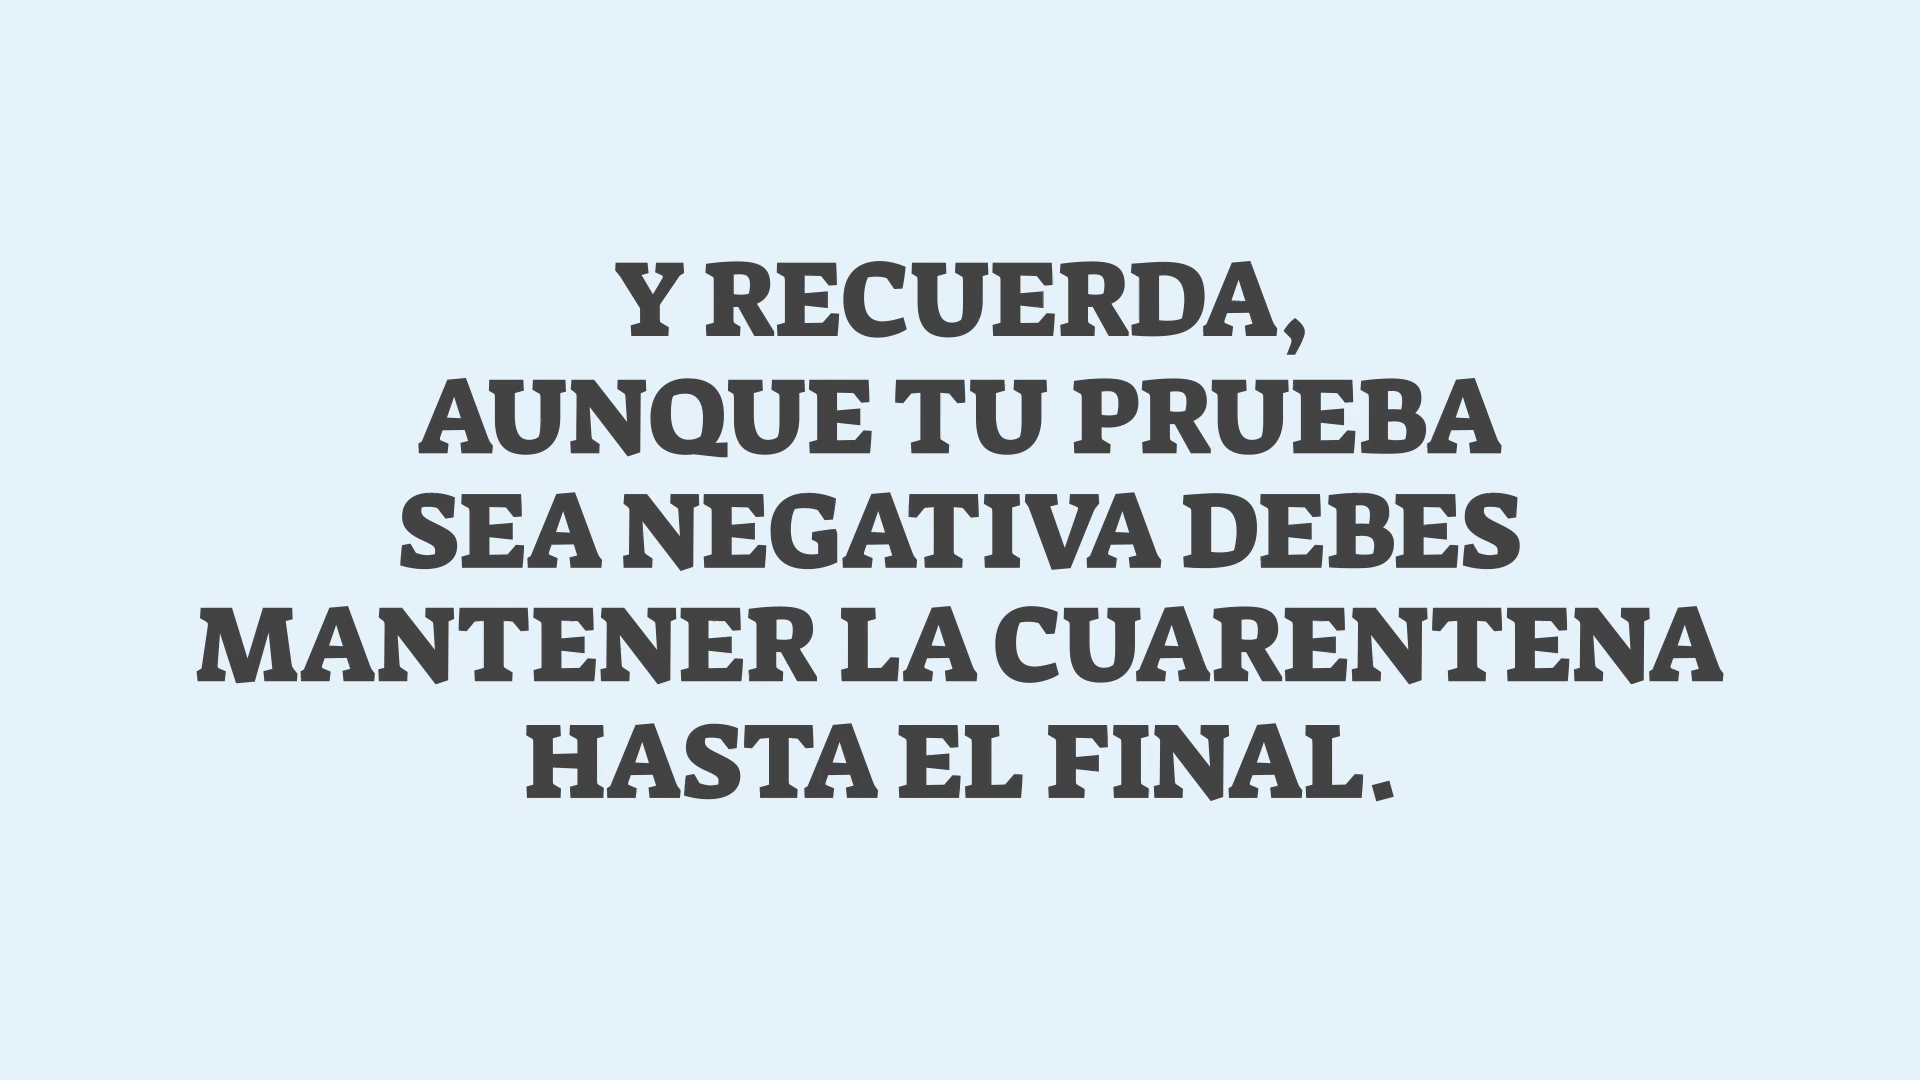 Y RECUERDA,
AUNQUE TU PRUEBA
SEA NEGATIVA DEBES
MANTENER LA CUARENTENA
HASTA EL FINAL.